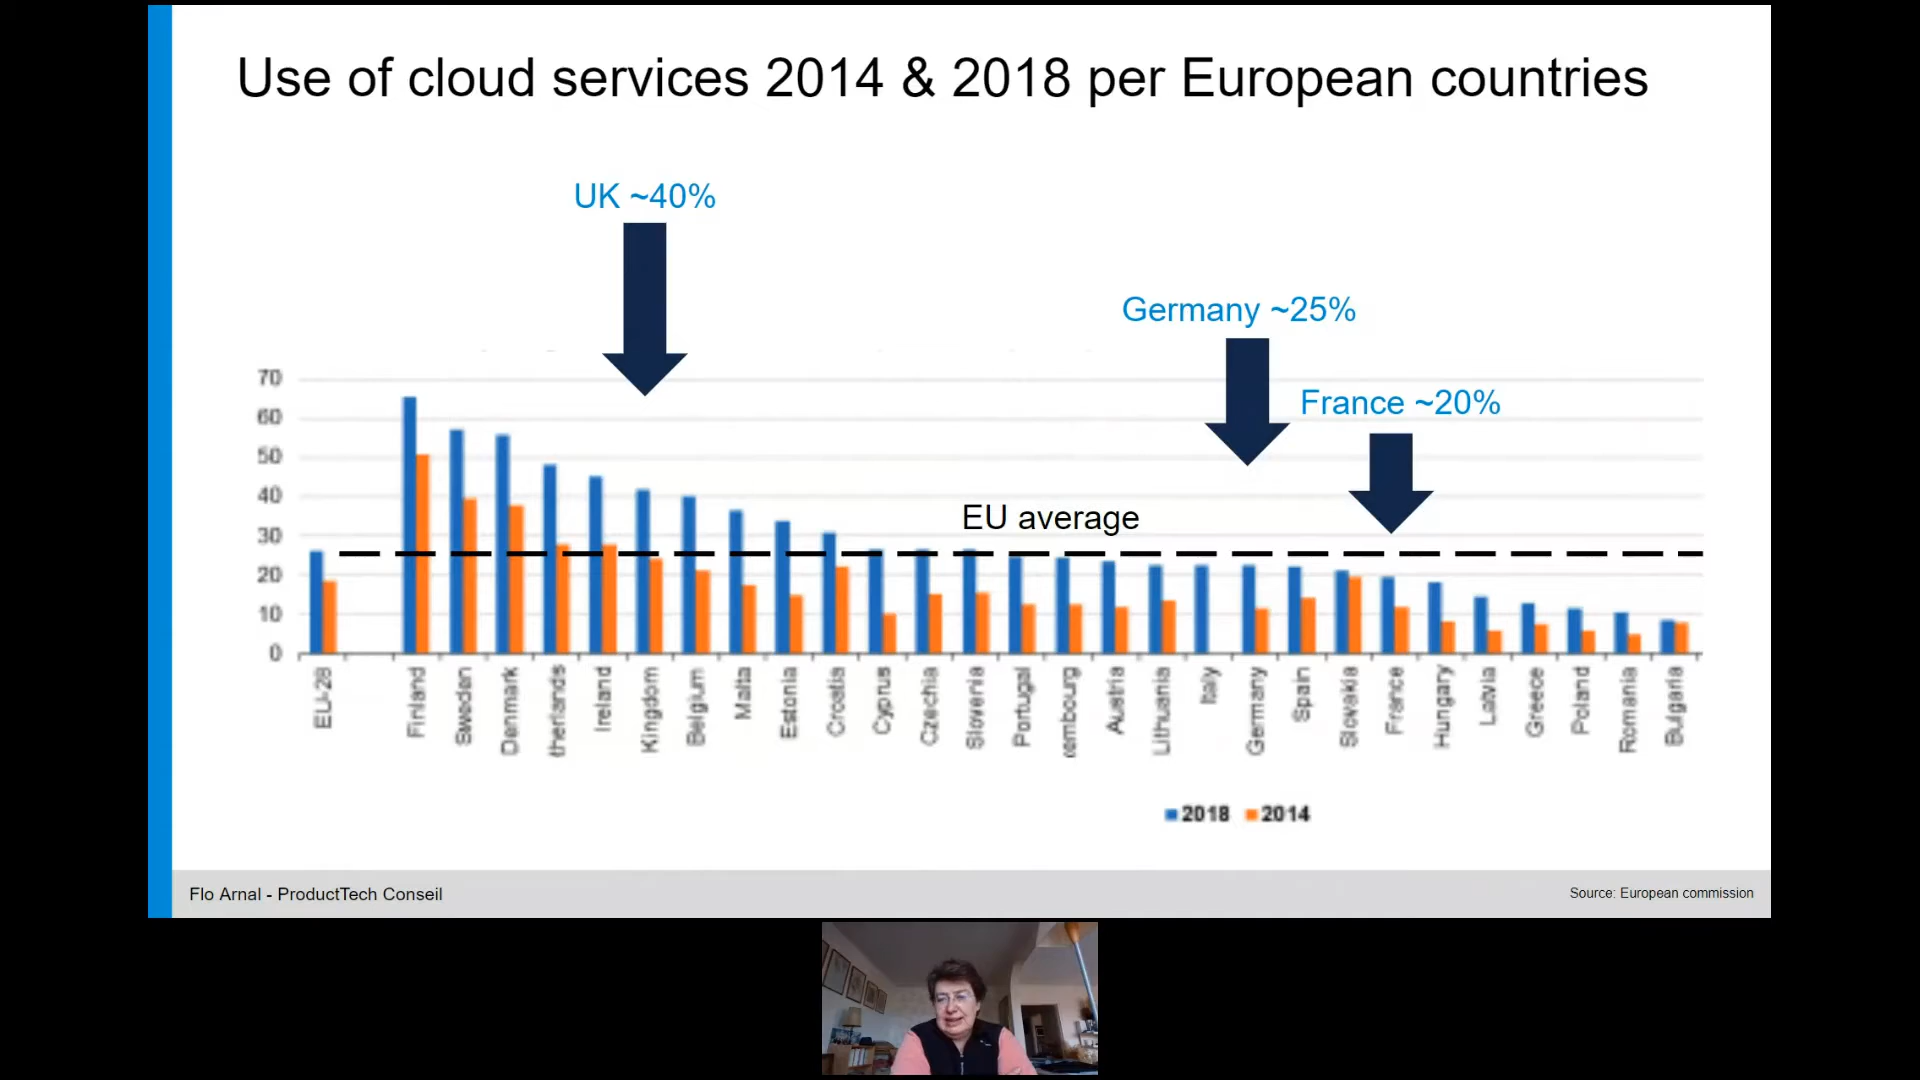 Use of cloud services 2014 & 2018 per European countries
UK ~40%
Germany ~25%
France ~20%
EU average
70
60
50
40
30
20
10
0
EU-28
Finland
Sweden
Denmark
therlands
Ireland
Kingdom
Belgium
Malta
Estonia
Croatia
Cyprus
Czechia
Slovenia
Portugal
embourg
Austria
Lithuania
Italy
Germany
Spain
Slovakia
France
Hungary
Latvia
Greece
Poland
Romania
Bulgaria
2018 2014
Flo Arnal - ProductTech Conseil
Source: European commission